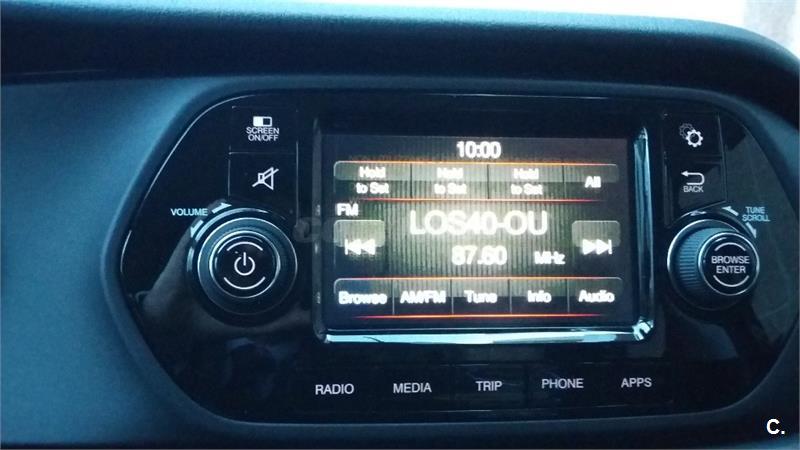 SCREEN
ON/OFF
VOLUME
10:00
Hold to Set
Hold to Set
Hold to Set
All
FM
LOS40-OU
87.60 MHz
Browse AM/FM Tune Info Audio
BACK
TUNE
SCROLL
BROWSE
ENTER
RADIO MEDIA TRIP PHONE APPS
C.